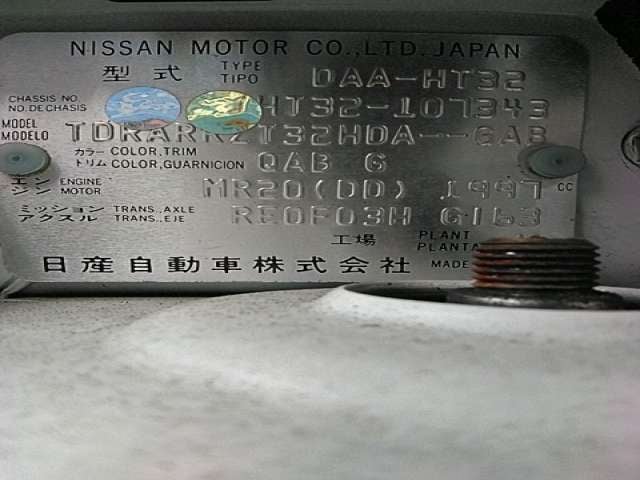 NISSAN MOTOR CO.,LTD.JAPAN
型式 TYPE TIPO DAA-HT32
CHASSIS NO. NO.DE CHASIS HT32-107343
MODEL MODELO TDRARRZT32HDA--GAB
カラー COLOR,TRIM
トリム COLOR,GUARNICION QAB G
エンジン ENGINE MOTOR MR20(DD) 1997 CC
ミッション TRANS.,AXLE
アクスル TRANS.,EJE RE0F03H G163
工場 PLANT PLANTA
日産自動車株式会社 MADE